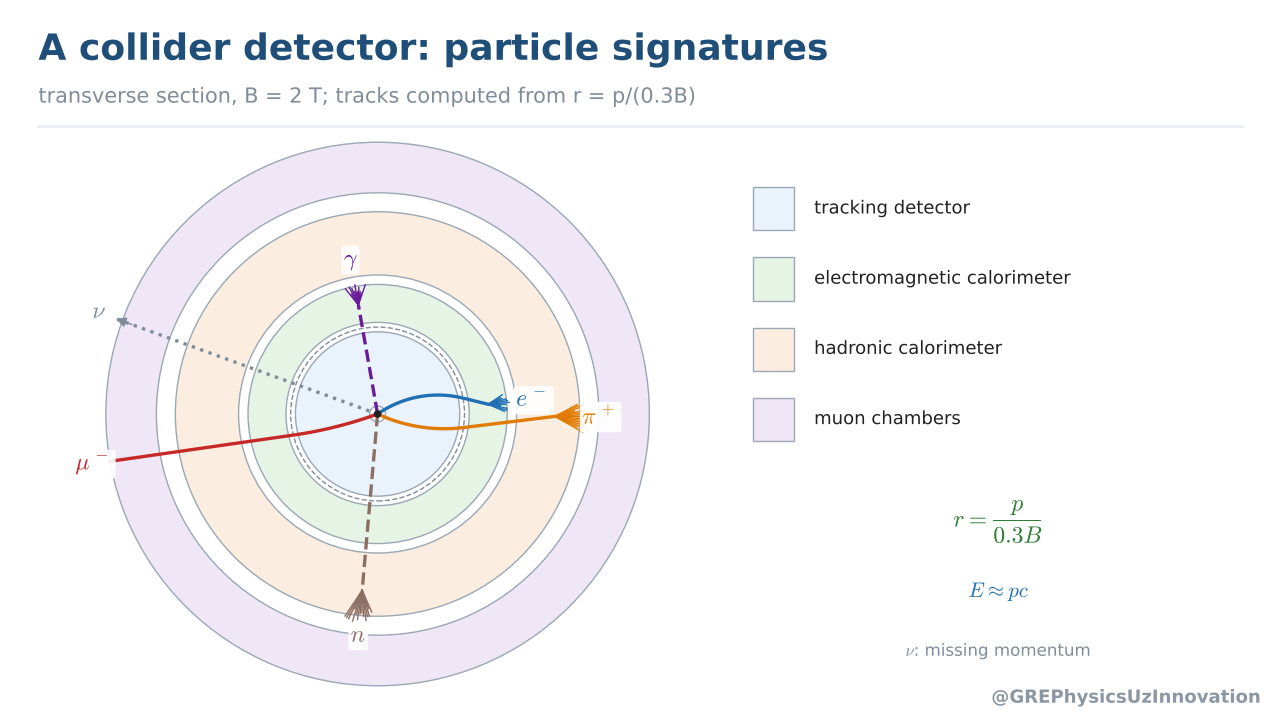 A collider detector: particle signatures
transverse section, B = 2 T; tracks computed from r = p/(0.3B)
γ
ν
e⁻
π⁺
μ⁻
n
tracking detector
electromagnetic calorimeter
hadronic calorimeter
muon chambers
r = p/0.3B
E ≈ pc
ν: missing momentum
@GREPhysicsUzInnovation